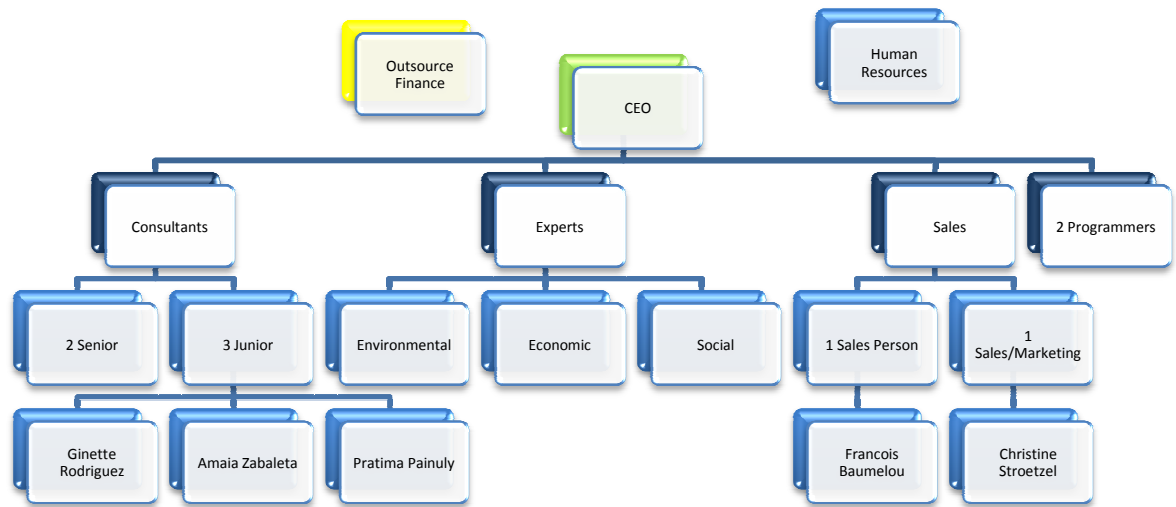 Outsource
Finance
Human
Resources
CEO
Consultants
Experts
Sales
2 Programmers
2 Senior
3 Junior
Environmental
Economic
Social
1 Sales Person
1
Sales/Marketing
Ginette
Rodriguez
Amaia Zabaleta
Pratima Painuly
Francois
Baumelou
Christine
Stroetzel